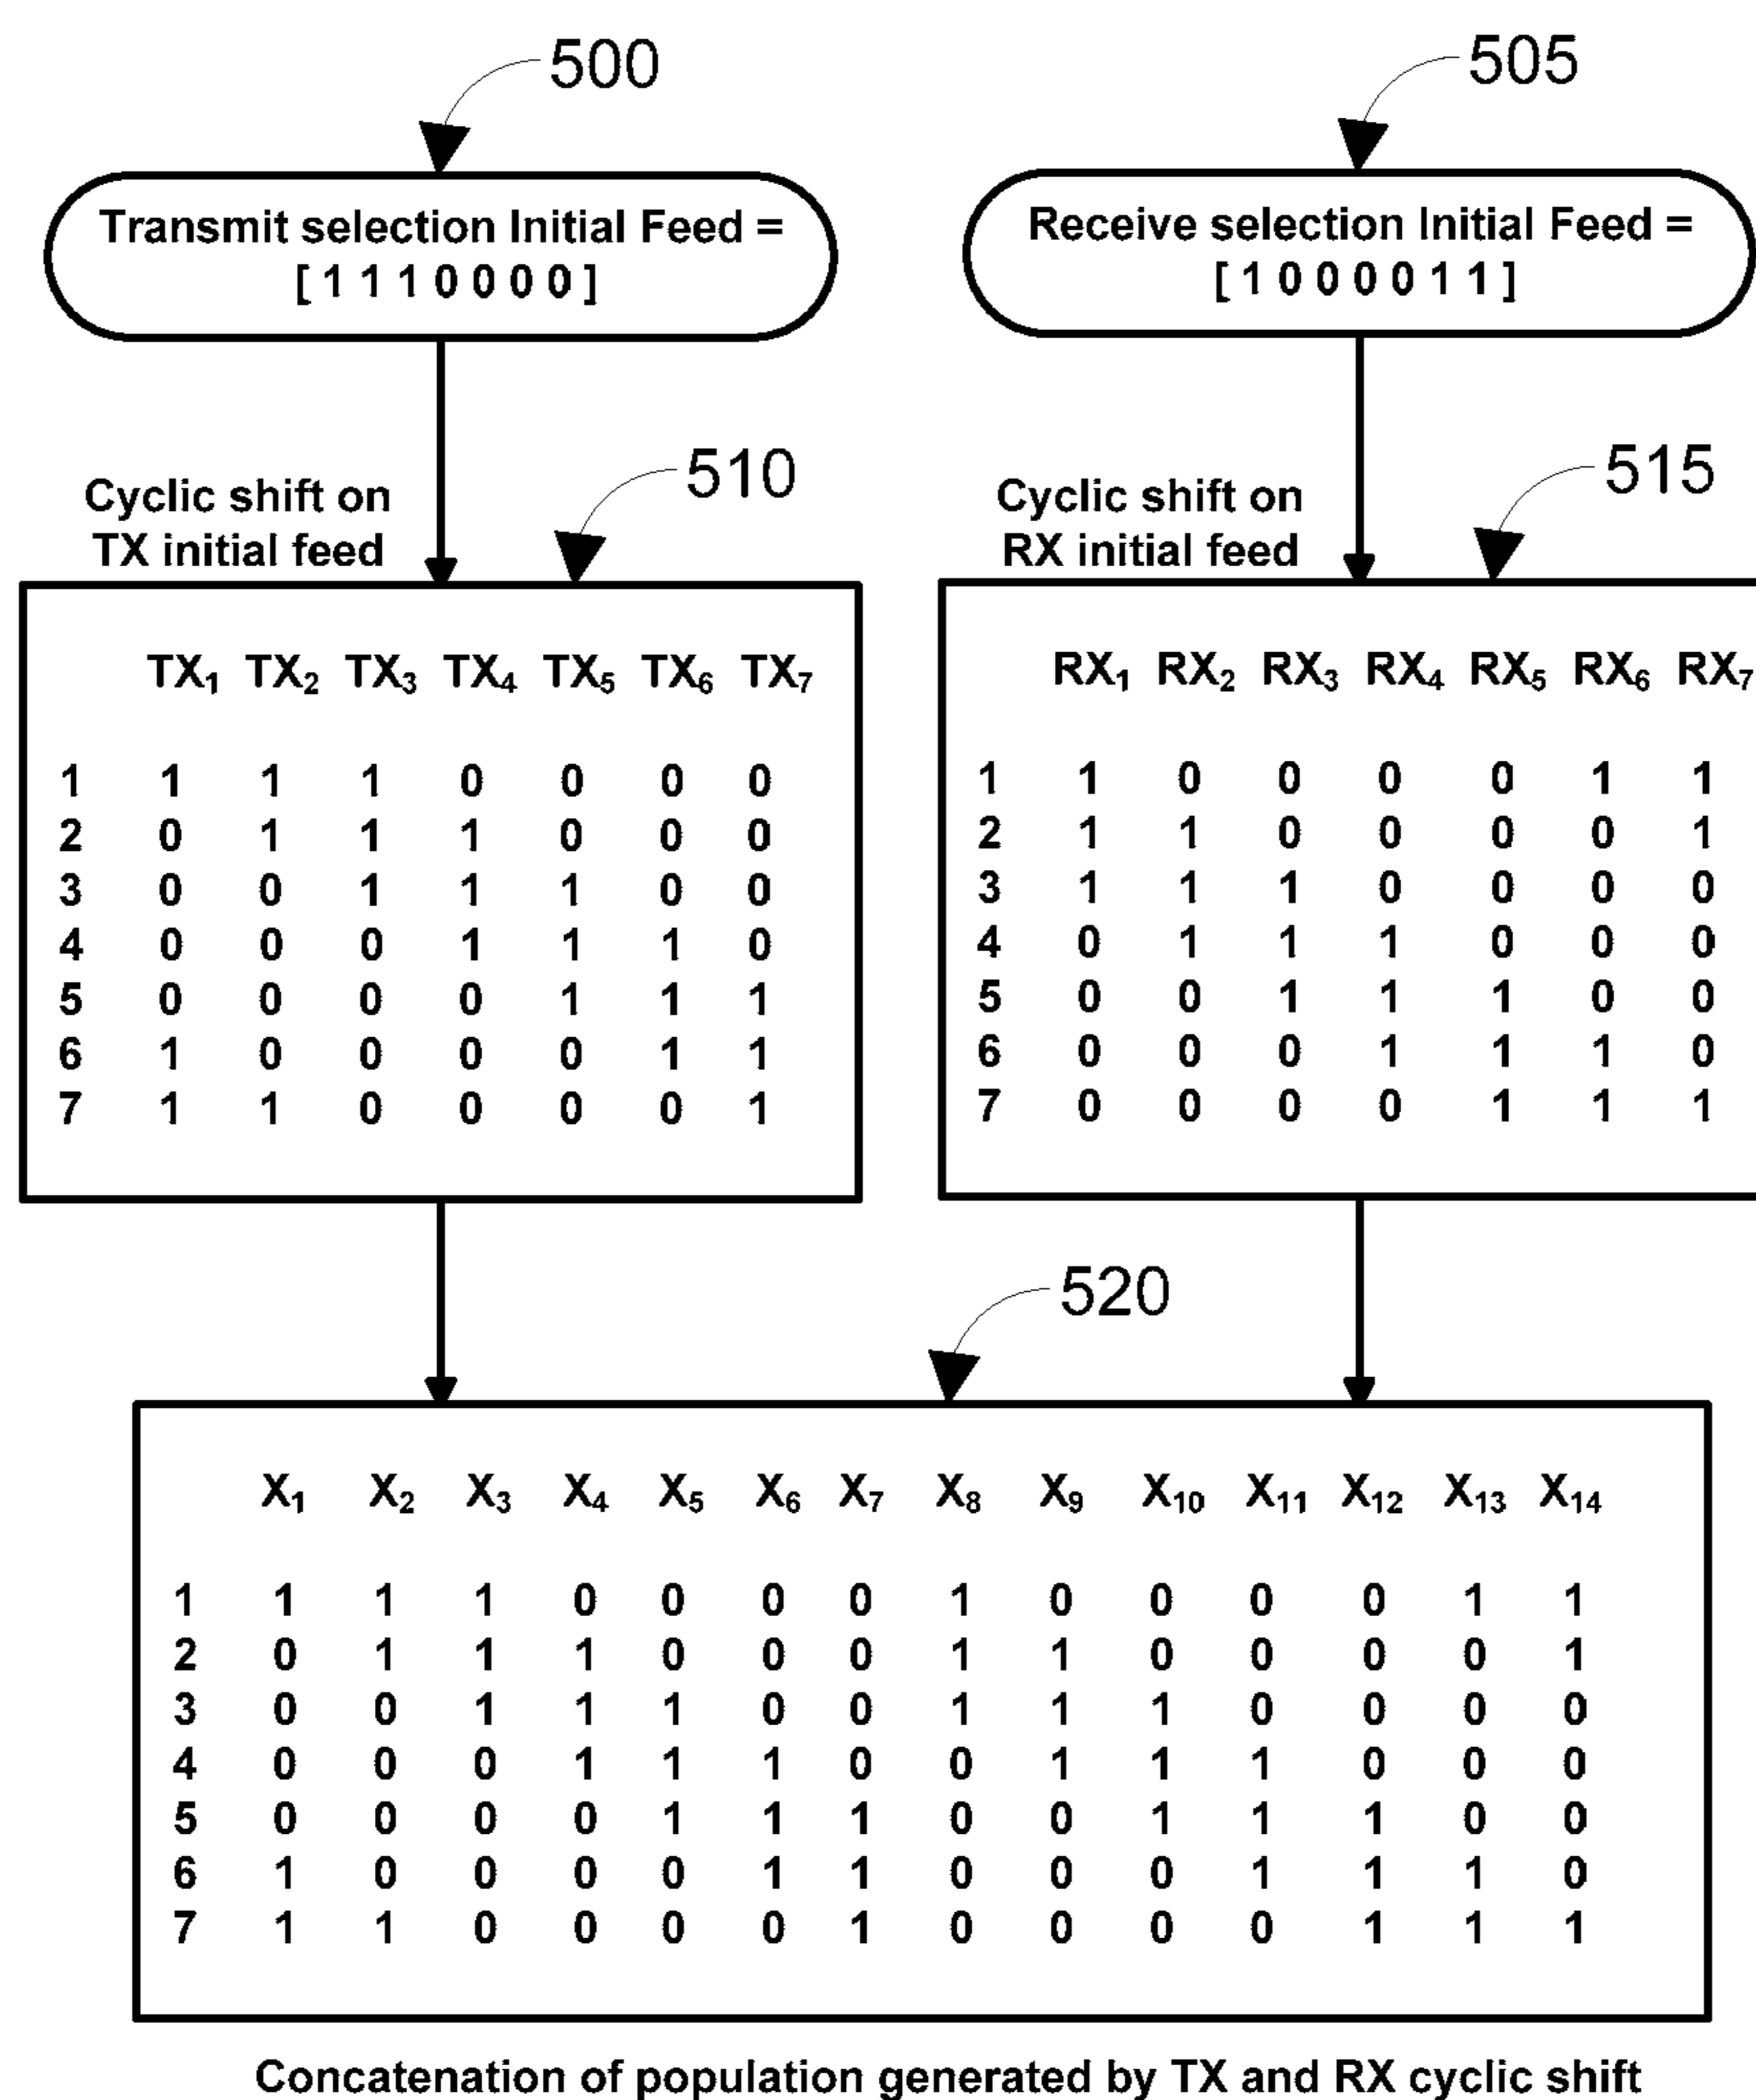 500
Transmit selection Initial Feed =
[ 1 1 1 0 0 0 0 ]
505
Receive selection Initial Feed =
[ 1 0 0 0 0 1 1 ]
Cyclic shift on
TX initial feed
510
TX₁ TX₂ TX₃ TX₄ TX₅ TX₆ TX₇
1 1 1 1 0 0 0 0
2 0 1 1 1 0 0 0
3 0 0 1 1 1 0 0
4 0 0 0 1 1 1 0
5 0 0 0 0 1 1 1
6 1 0 0 0 0 1 1
7 1 1 0 0 0 0 1
Cyclic shift on
RX initial feed
515
RX₁ RX₂ RX₃ RX₄ RX₅ RX₆ RX₇
1 1 0 0 0 0 1 1
2 1 1 0 0 0 0 1
3 1 1 1 0 0 0 0
4 0 1 1 1 0 0 0
5 0 0 1 1 1 0 0
6 0 0 0 1 1 1 0
7 0 0 0 0 1 1 1
520
X₁ X₂ X₃ X₄ X₅ X₆ X₇ X₈ X₉ X₁₀ X₁₁ X₁₂ X₁₃ X₁₄
1 1 1 1 0 0 0 0 1 0 0 0 0 1 1
2 0 1 1 1 0 0 0 1 1 0 0 0 0 1
3 0 0 1 1 1 0 0 1 1 1 0 0 0 0
4 0 0 0 1 1 1 0 0 1 1 1 0 0 0
5 0 0 0 0 1 1 1 0 0 1 1 1 0 0
6 1 0 0 0 0 1 1 0 0 0 1 1 1 0
7 1 1 0 0 0 0 1 0 0 0 0 1 1 1
Concatenation of population generated by TX and RX cyclic shift